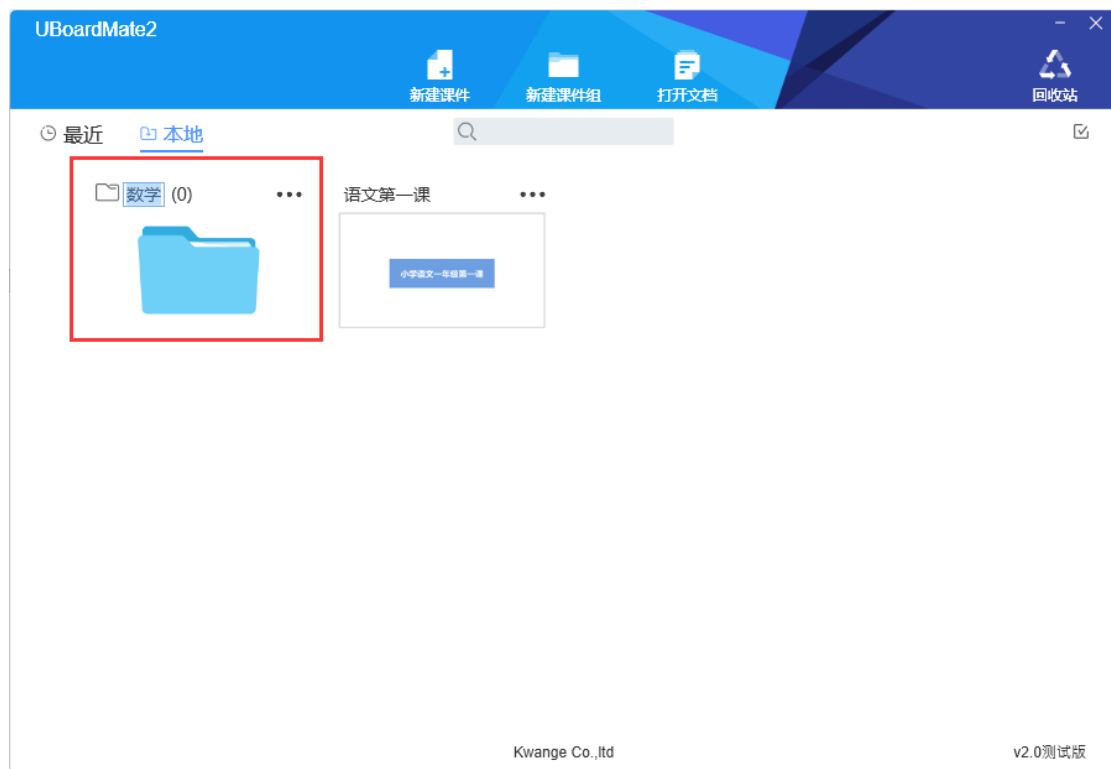 UBoardMate2
新建课件 新建课件组 打开文档 回收站
最近 本地
数学 (0) 语文第一课
小学语文一年级第一课
Kwange Co.,ltd v2.0测试版